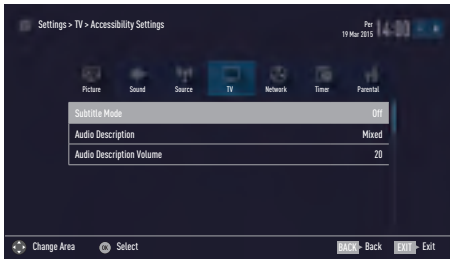 Settings > TV > Accessibility Settings
Per
19 Mar 2015
14:00
Picture Sound Source TV Network Timer Parental
Subtitle Mode Off
Audio Description Mixed
Audio Description Volume 20
Change Area OK Select BACK Back EXIT Exit